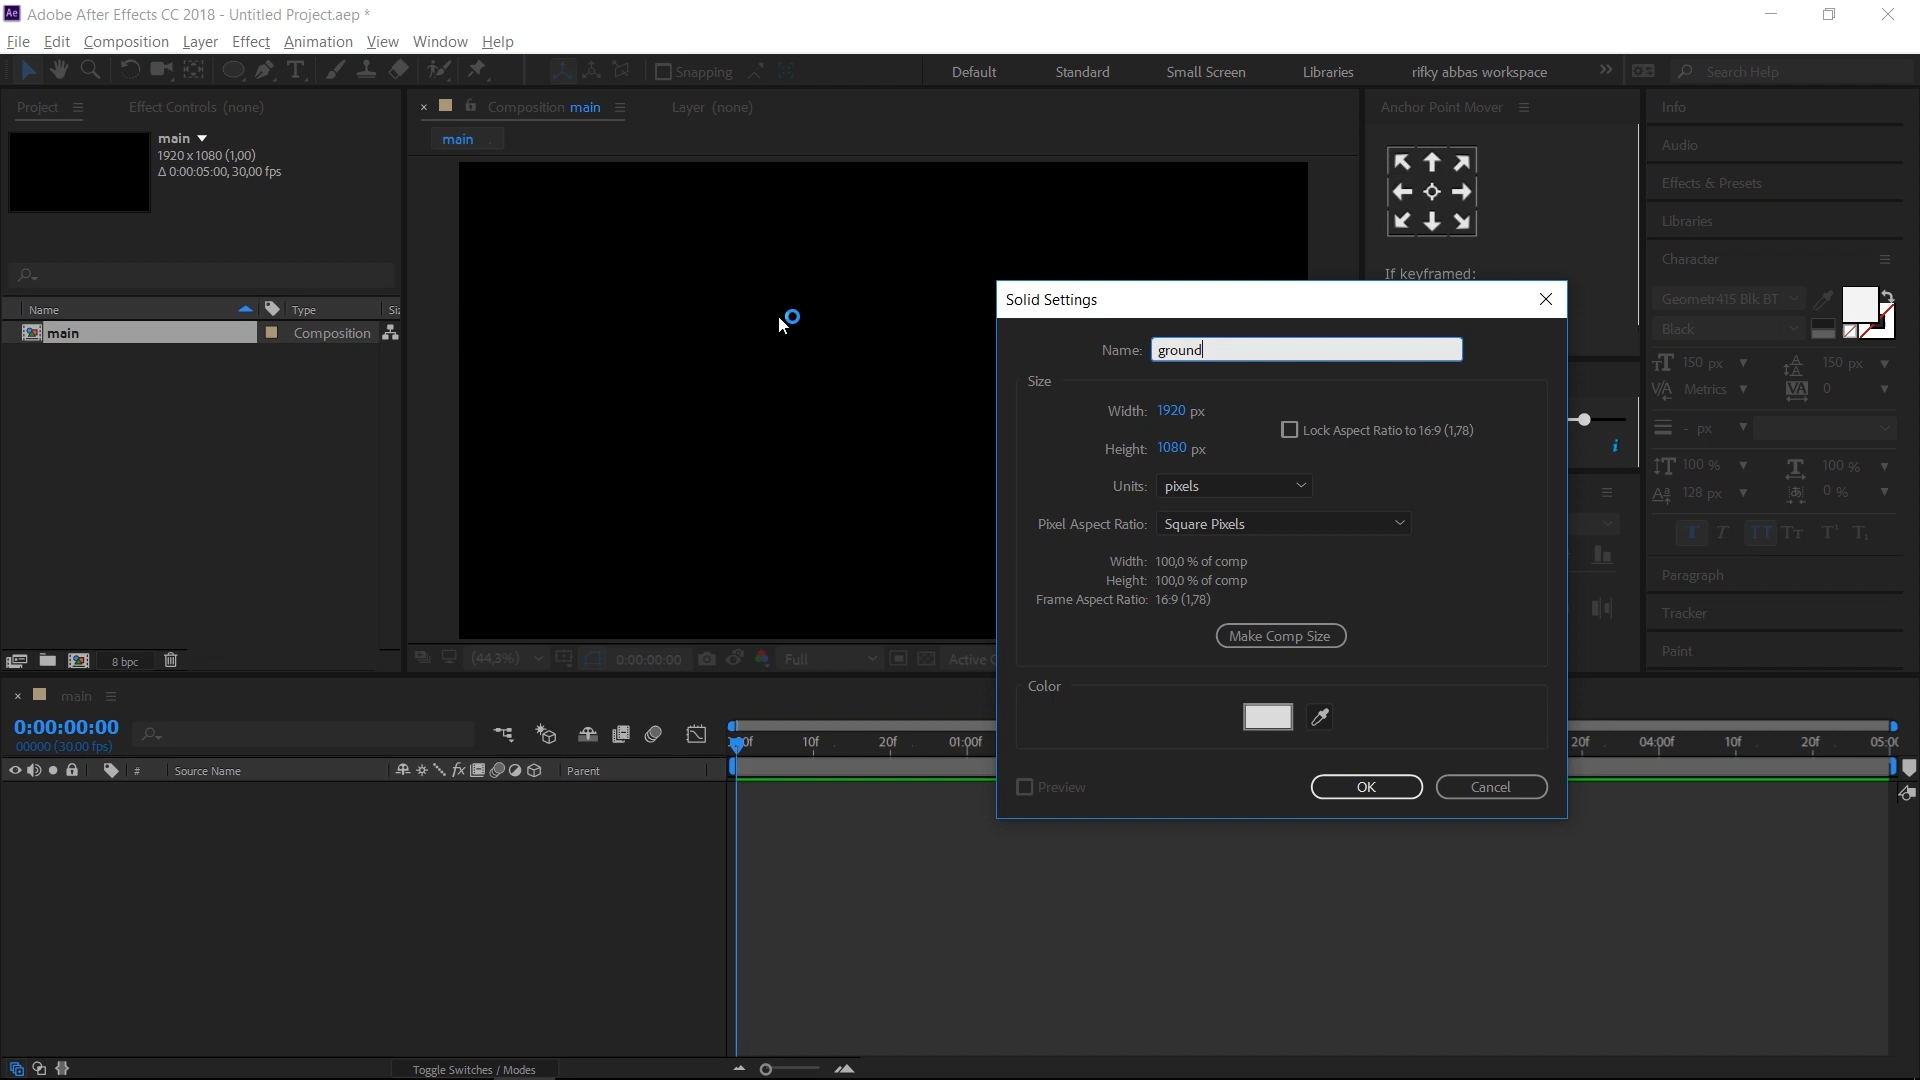 Ae Adobe After Effects CC 2018 - Untitled Project.aep *
File Edit Composition Layer Effect Animation View Window Help
Snapping Default Standard Small Screen Libraries rifky abbas workspace Search Help
Project Effect Controls (none)
main
1920 x 1080 (1,00)
Δ 0:00:05:00, 30,00 fps
Name Type Siz
main Composition
8 bpc
Composition main Layer (none)
main
(44,3%) 0:00:00:00 Full Active C
Anchor Point Mover
If keyframed:
Info
Audio
Effects & Presets
Libraries
Character
Geometr415 Blk BT
Black
150 px 150 px
Metrics 0
- px
100 % 100 %
128 px 0 %
Paragraph
Tracker
Paint
Solid Settings
Name: ground
Size
Width: 1920 px
Lock Aspect Ratio to 16:9 (1,78)
Height: 1080 px
Units: pixels
Pixel Aspect Ratio: Square Pixels
Width: 100,0 % of comp
Height: 100,0 % of comp
Frame Aspect Ratio: 16:9 (1,78)
Make Comp Size
Color
Preview OK Cancel
main
0:00:00:00
00000 (30.00 fps)
# Source Name Parent
10f 20f 01:00f 20f 04:00f 10f 20f 05:00
Toggle Switches / Modes